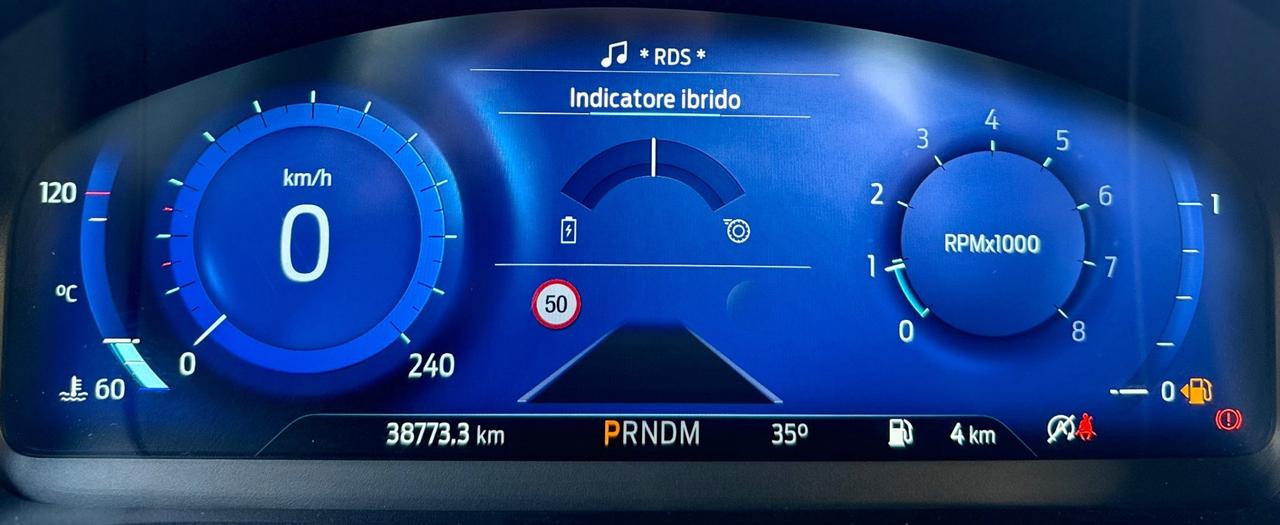 * RDS *
Indicatore ibrido
120
°C
60
km/h
0
0
240
50
RPMx1000
0
1
2
3
4
5
6
7
8
1
0
38773.3 km
PRNDM
35°
4 km